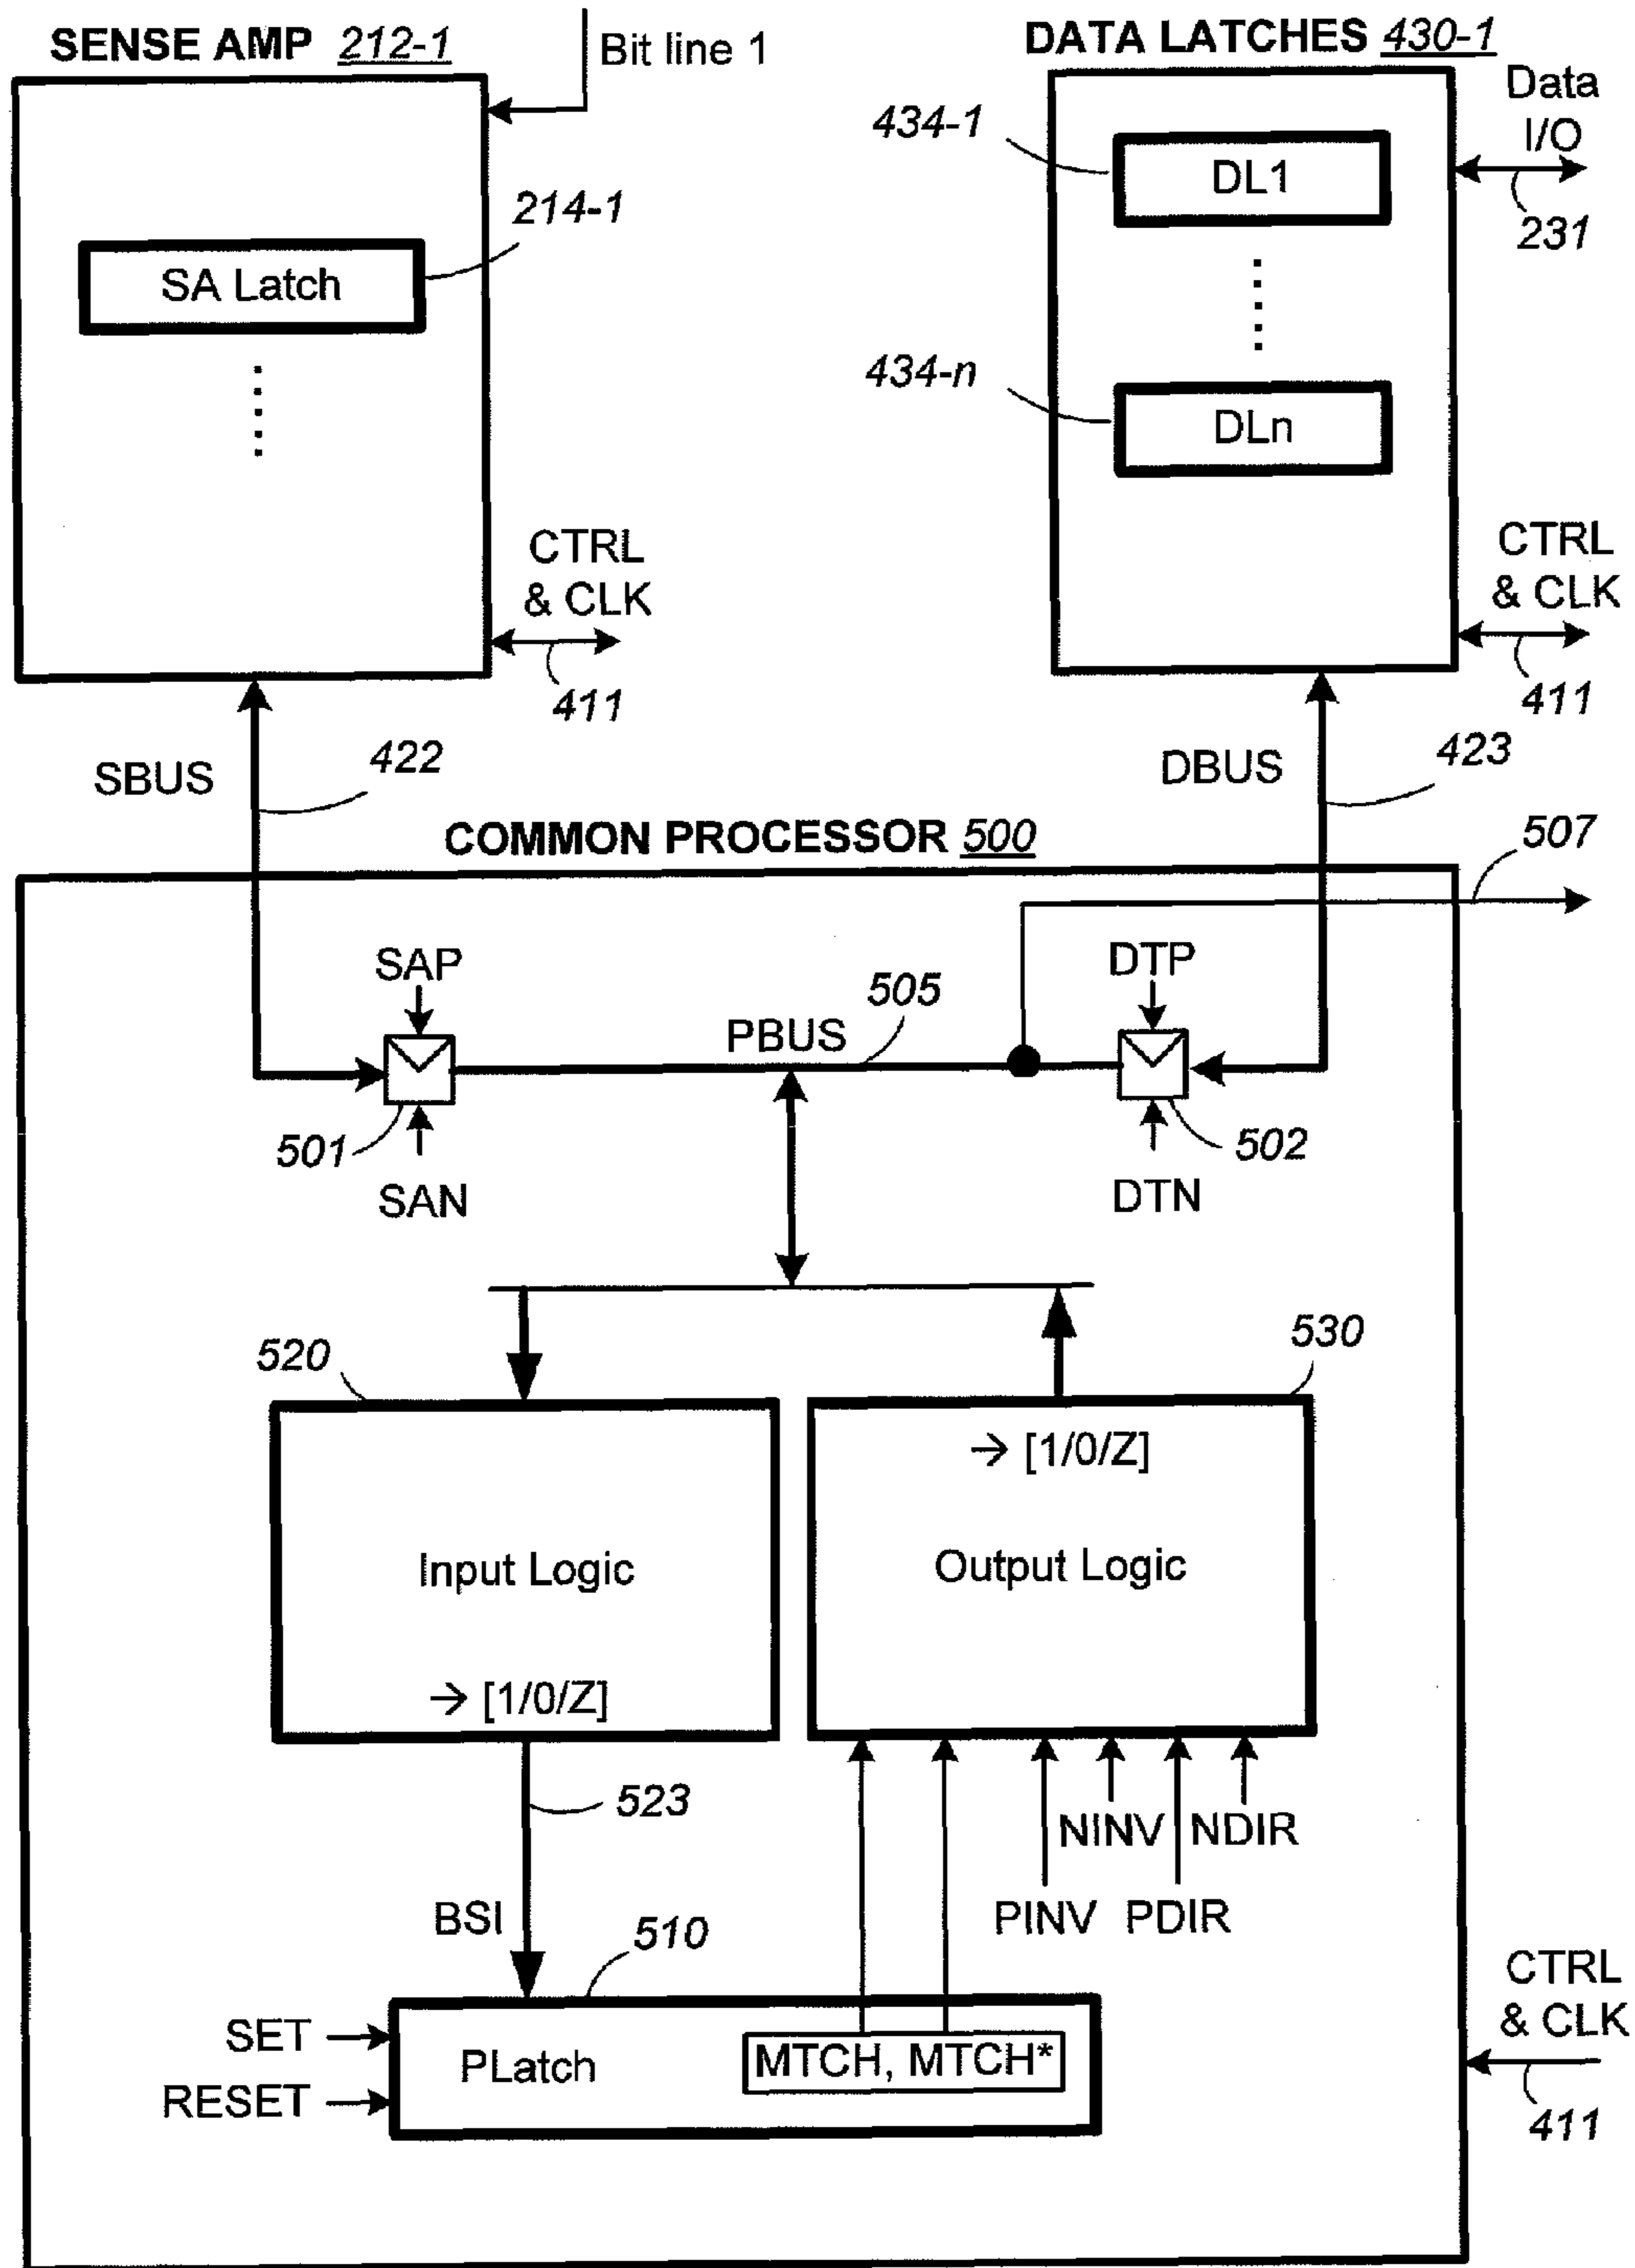 SENSE AMP 212-1
Bit line 1
DATA LATCHES 430-1
Data
I/O
434-1
DL1
231
214-1
SA Latch
434-n
DLn
CTRL
& CLK
411
CTRL
& CLK
411
SBUS
422
DBUS
423
COMMON PROCESSOR 500
507
SAP
DTP
505
PBUS
501
502
SAN
DTN
520
530
→ [1/0/Z]
Input Logic
Output Logic
→ [1/0/Z]
523
NINV
NDIR
BSI
PINV
PDIR
510
SET
PLatch
MTCH, MTCH*
RESET
CTRL
& CLK
411